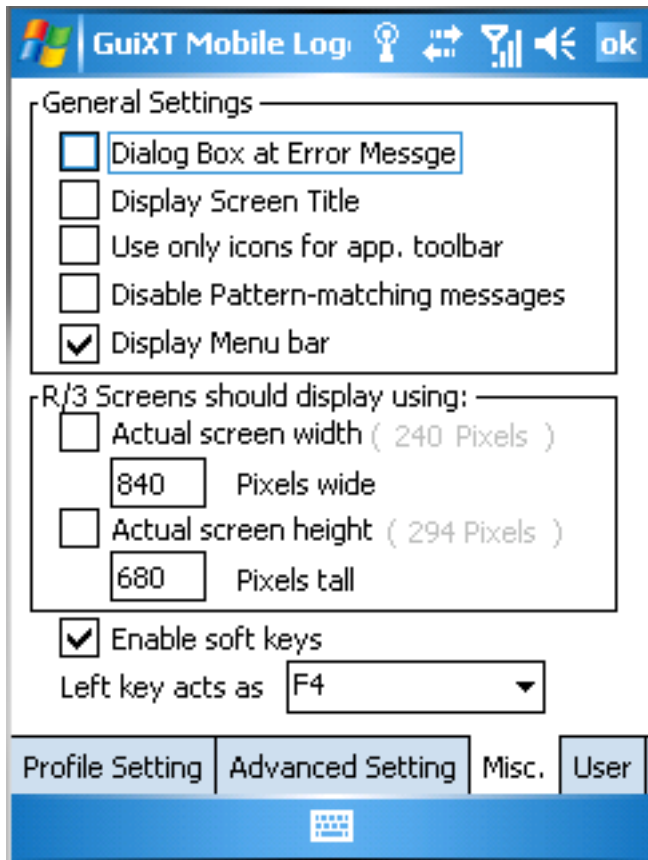 GuiXT Mobile Log
ok
General Settings
Dialog Box at Error Messge
Display Screen Title
Use only icons for app. toolbar
Disable Pattern-matching messages
Display Menu bar
R/3 Screens should display using:
Actual screen width ( 240 Pixels )
840 Pixels wide
Actual screen height ( 294 Pixels )
680 Pixels tall
Enable soft keys
Left key acts as F4
Profile Setting Advanced Setting Misc. User